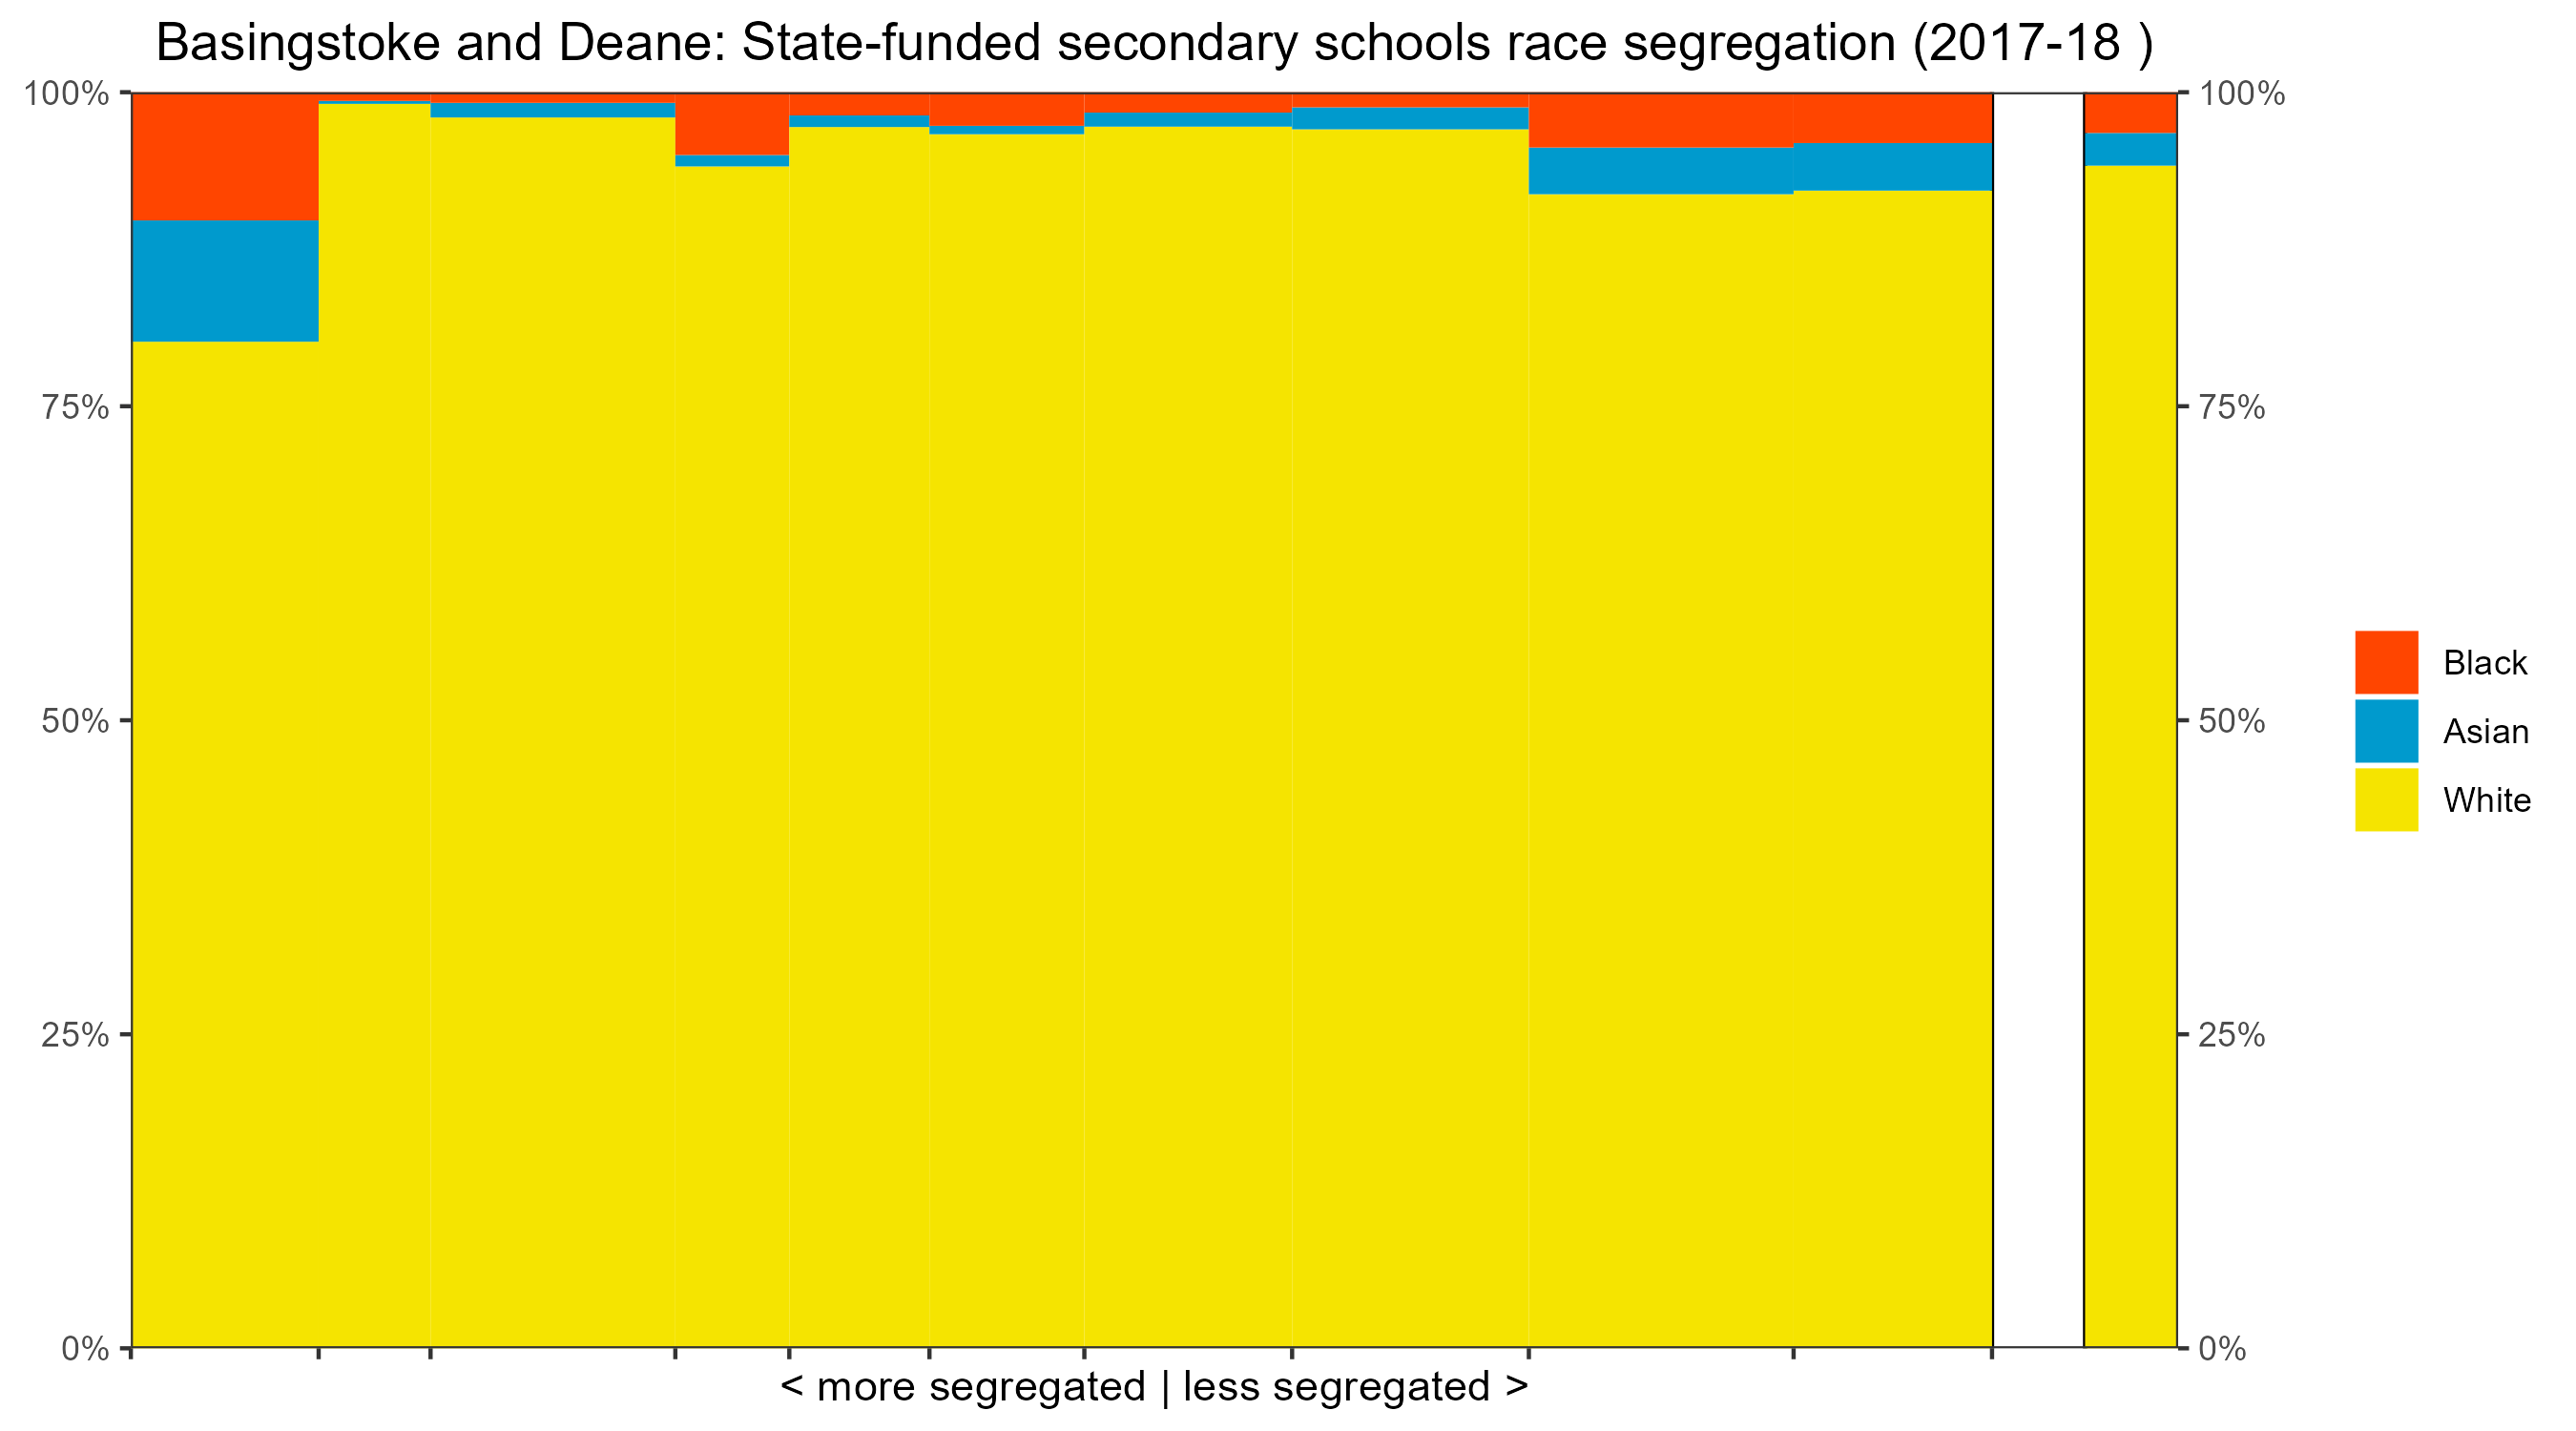 Basingstoke and Deane: State-funded secondary schools race segregation (2017-18 )
100%
75%
50%
25%
0%
100%
75%
50%
25%
0%
Black
Asian
White
< more segregated | less segregated >